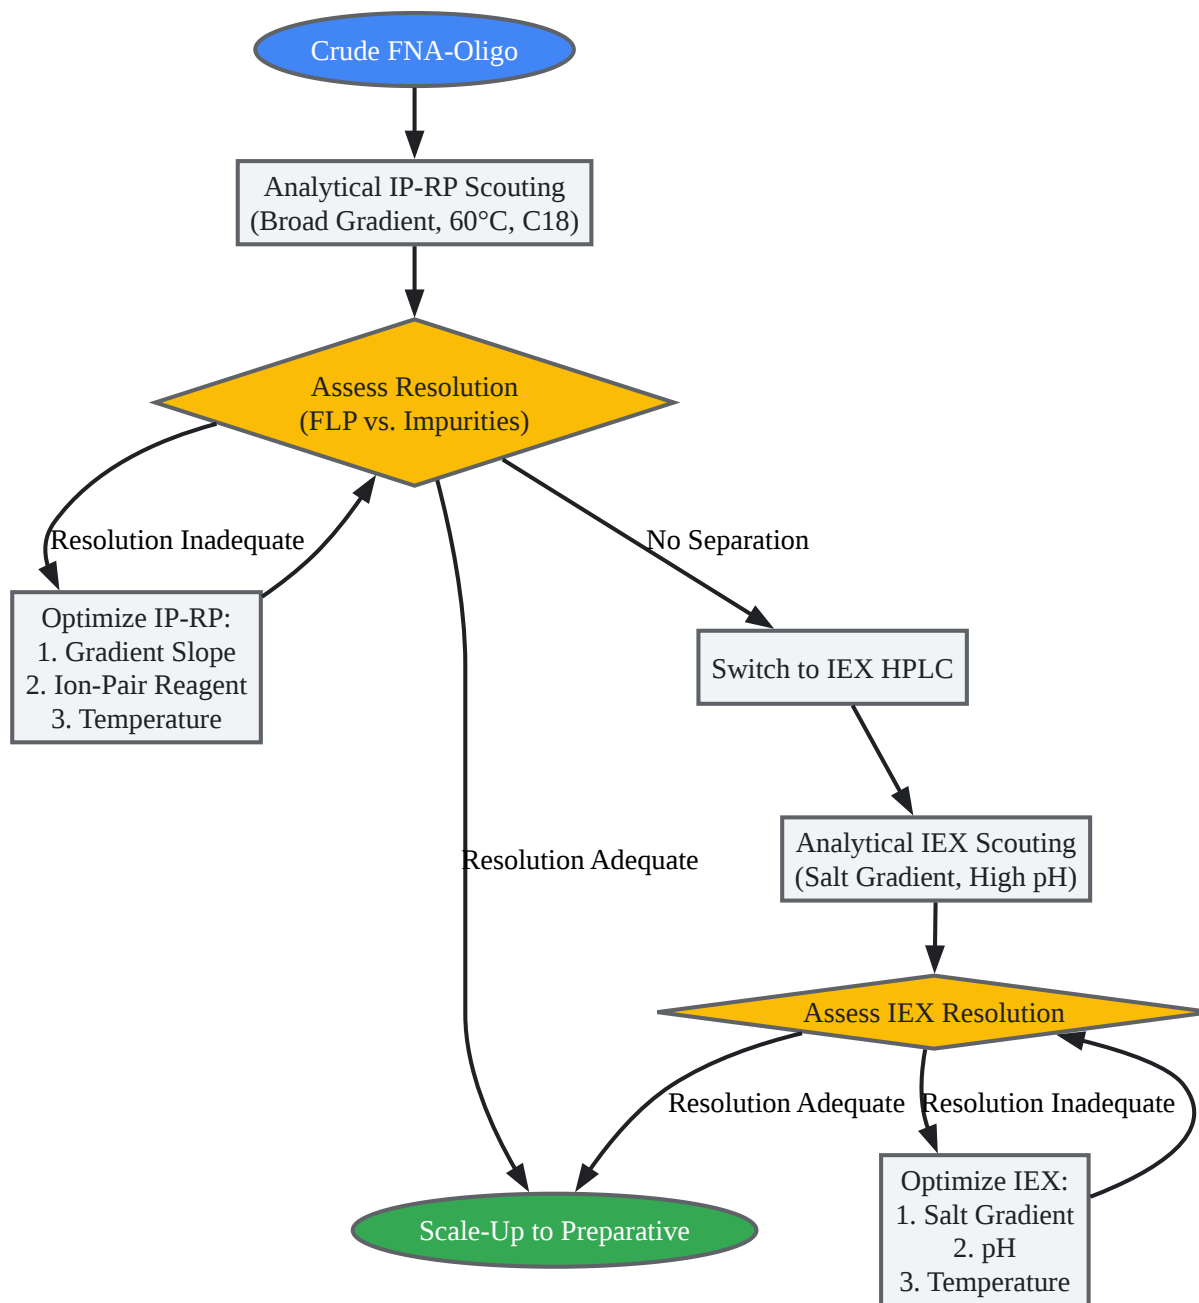 Crude FNA-Oligo
Analytical IP-RP Scouting
(Broad Gradient, 60°C, C18)
Assess Resolution
(FLP vs. Impurities)
Resolution Inadequate
No Separation
Optimize IP-RP:
1. Gradient Slope
2. Ion-Pair Reagent
3. Temperature
Switch to IEX HPLC
Analytical IEX Scouting
(Salt Gradient, High pH)
Resolution Adequate
Assess IEX Resolution
Resolution Adequate
Resolution Inadequate
Optimize IEX:
1. Salt Gradient
2. pH
3. Temperature
Scale-Up to Preparative